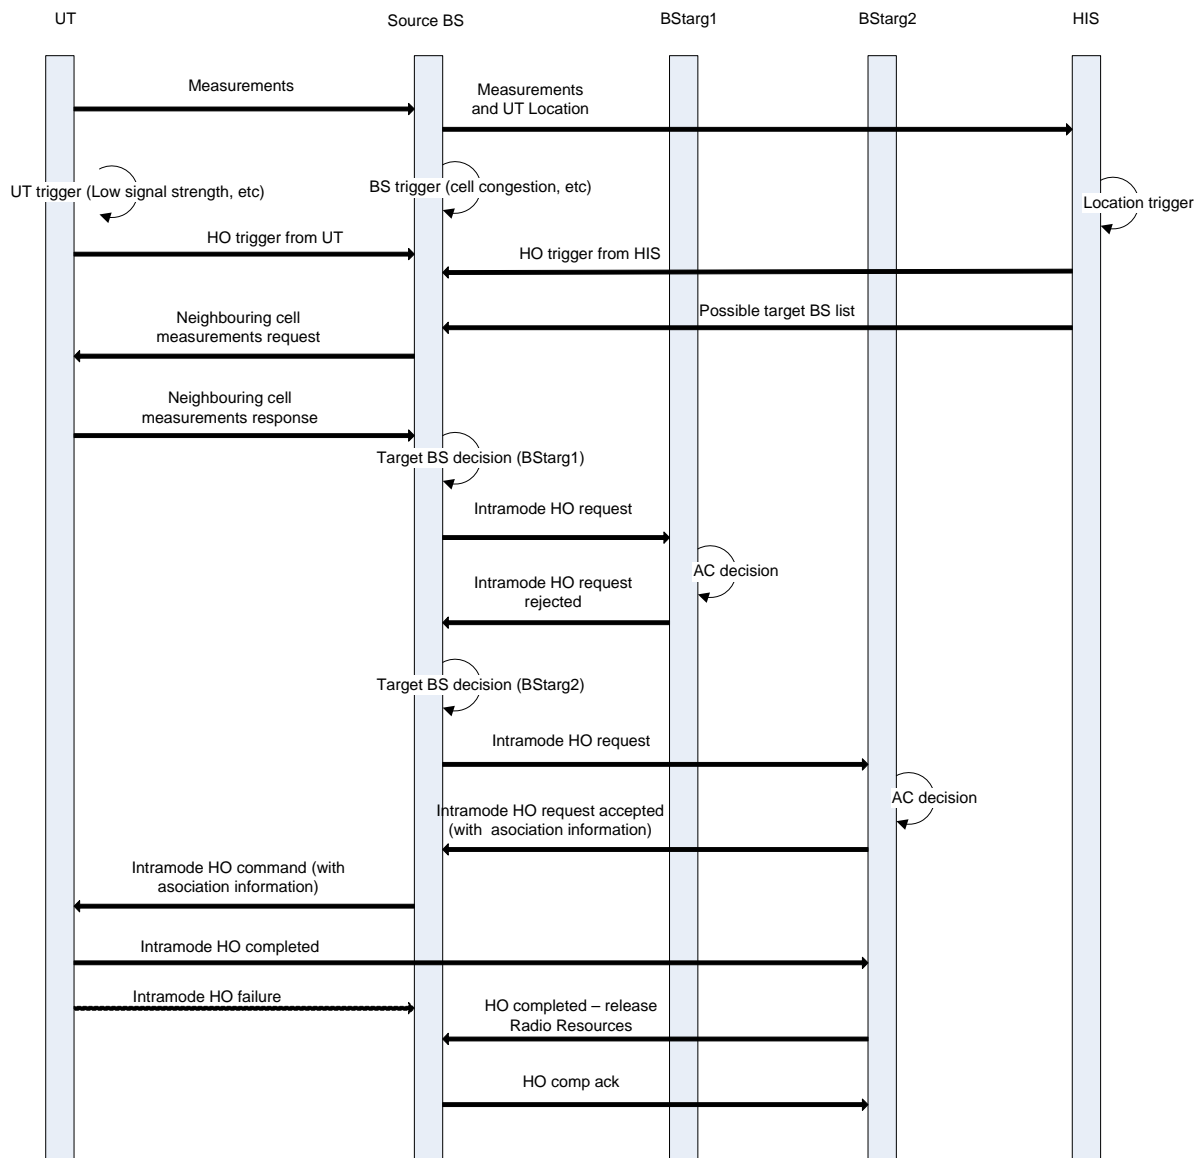 UT
Source BS
BStarg1
BStarg2
HIS
Measurements
Measurements
and UT Location
UT trigger (Low signal strength, etc)
BS trigger (cell congestion, etc)
Location trigger
HO trigger from UT
HO trigger from HIS
Possible target BS list
Neighbouring cell
measurements request
Neighbouring cell
measurements response
Target BS decision (BStarg1)
Intramode HO request
AC decision
Intramode HO request
rejected
Target BS decision (BStarg2)
Intramode HO request
AC decision
Intramode HO request accepted
(with asociation information)
Intramode HO command (with
asociation information)
Intramode HO completed
Intramode HO failure
HO completed – release
Radio Resources
HO comp ack